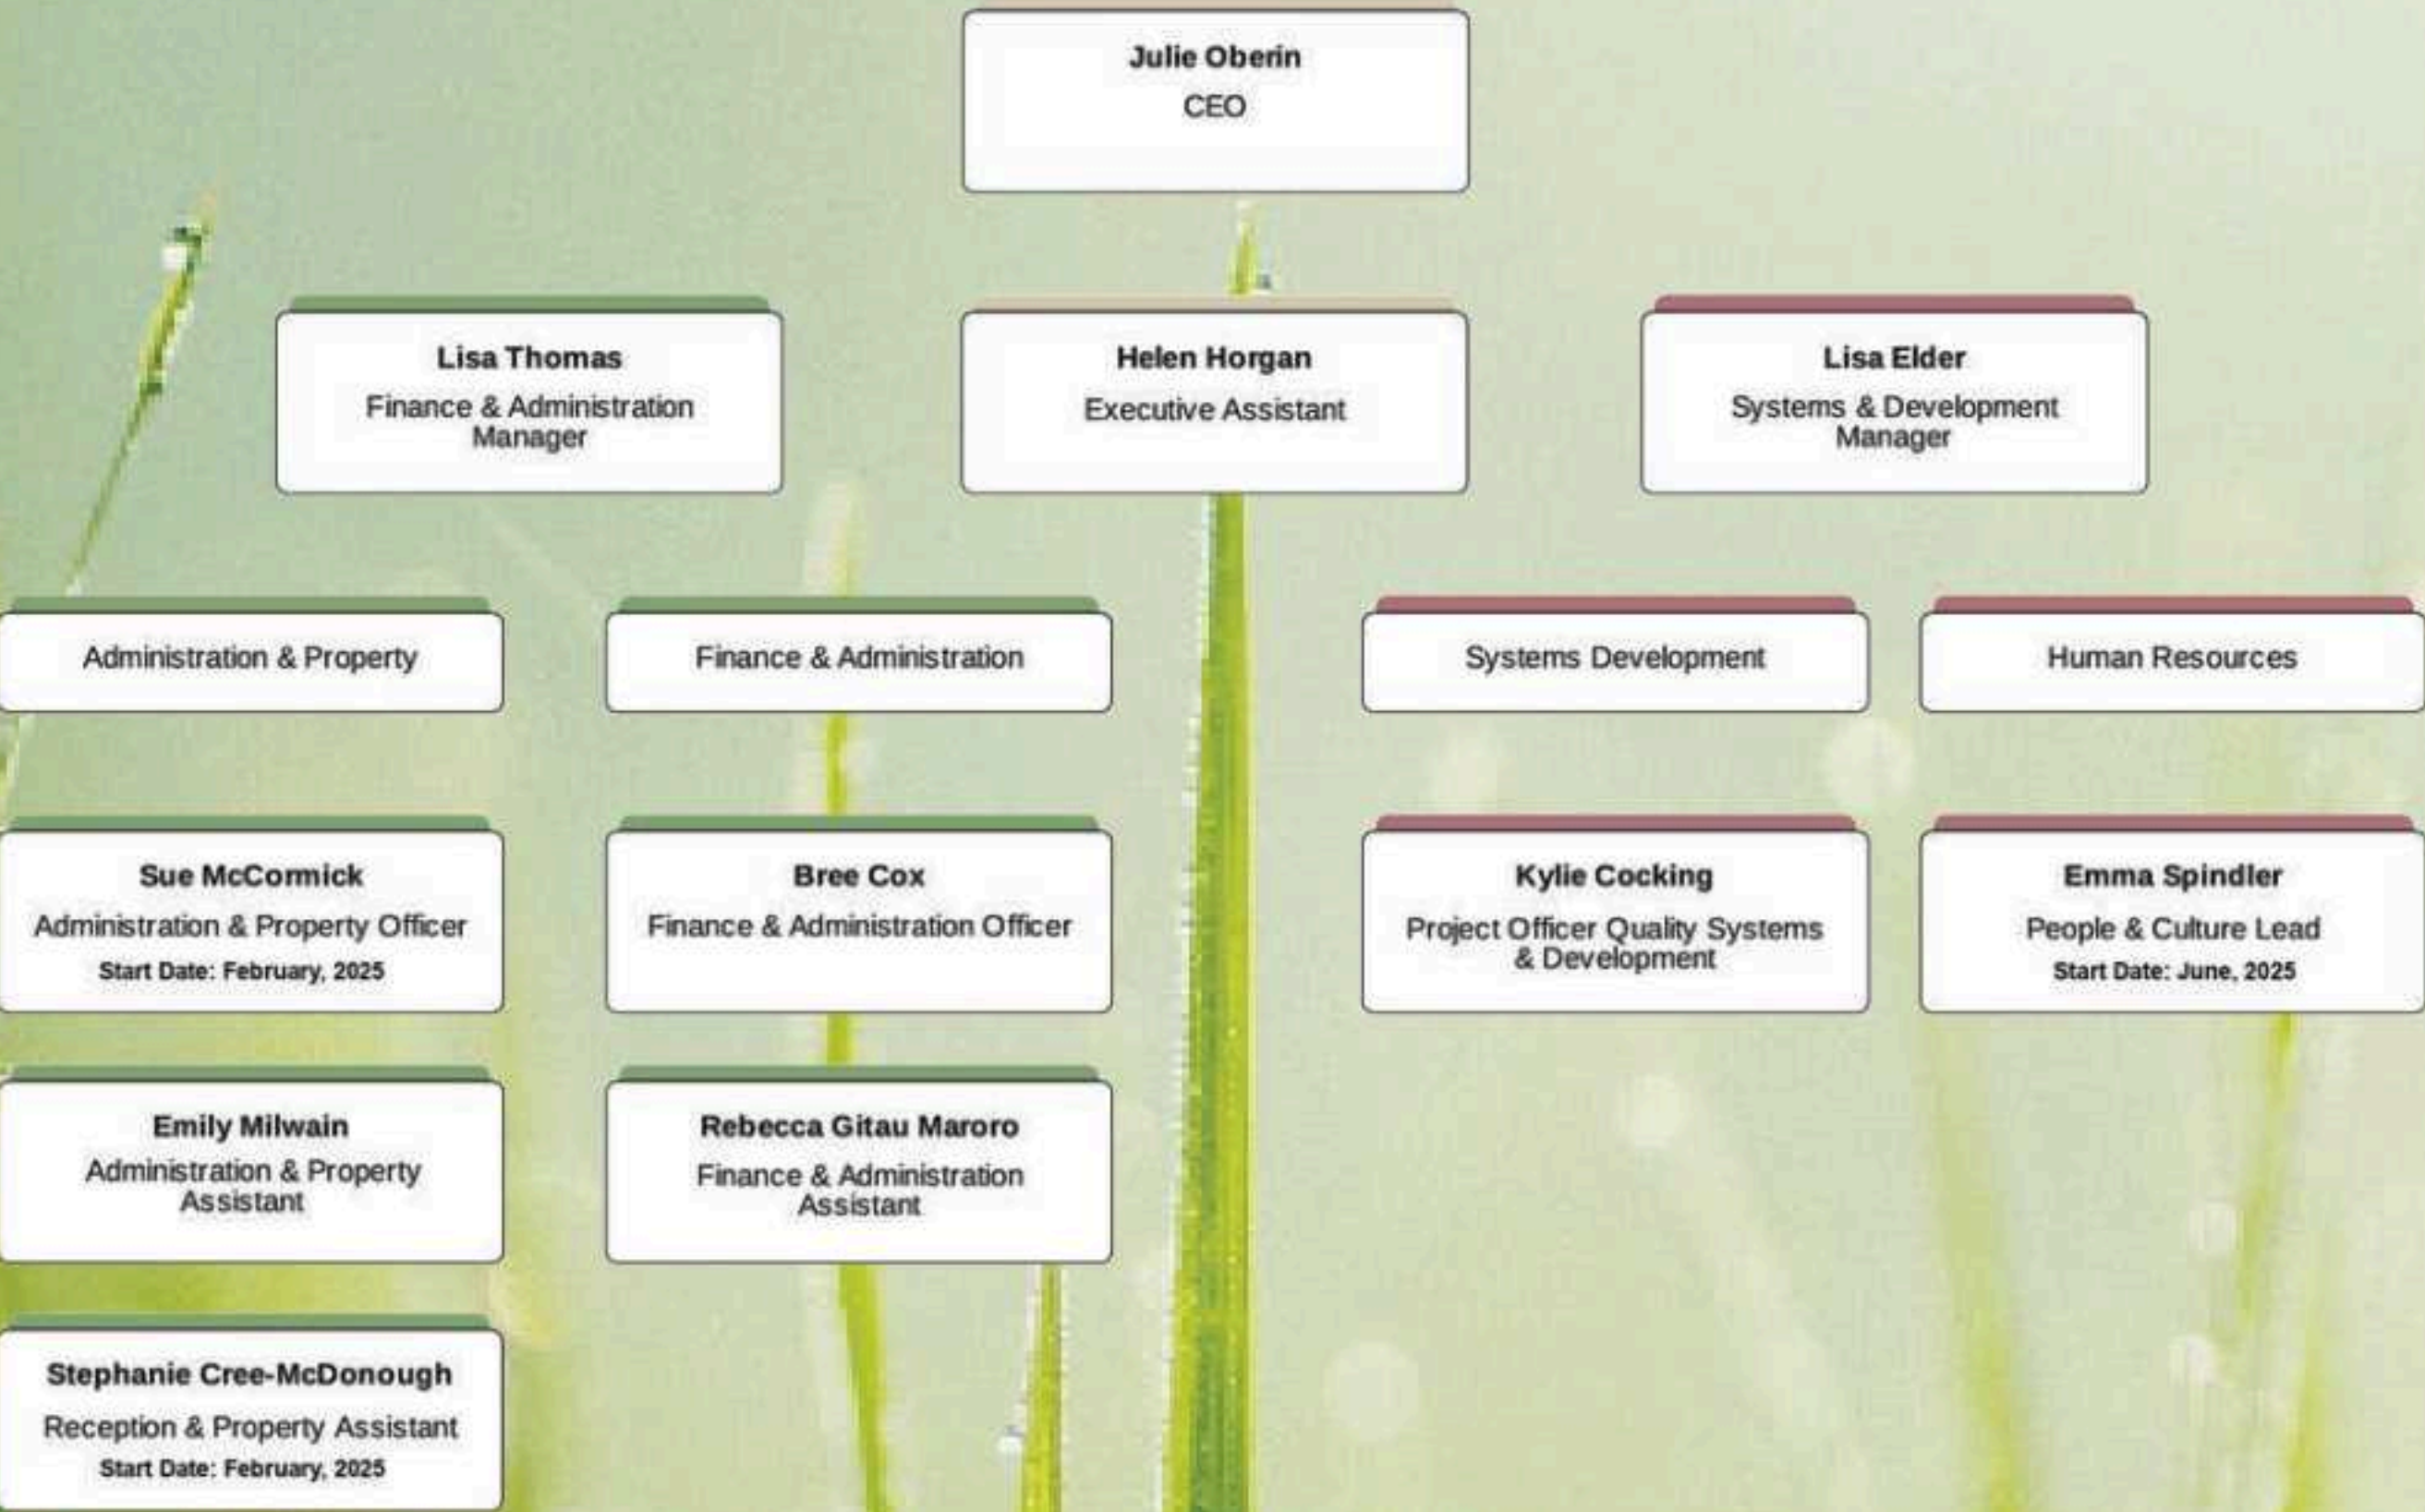 Julie Oberin
CEO
Lisa Thomas
Finance & Administration
Manager
Helen Horgan
Executive Assistant
Lisa Elder
Systems & Development
Manager
Administration & Property
Finance & Administration
Systems Development
Human Resources
Sue McCormick
Administration & Property Officer
Start Date: February, 2025
Bree Cox
Finance & Administration Officer
Kylie Cocking
Project Officer Quality Systems
& Development
Emma Spindler
People & Culture Lead
Start Date: June, 2025
Emily Milwain
Administration & Property
Assistant
Rebecca Gitau Maroro
Finance & Administration
Assistant
Stephanie Cree-McDonough
Reception & Property Assistant
Start Date: February, 2025